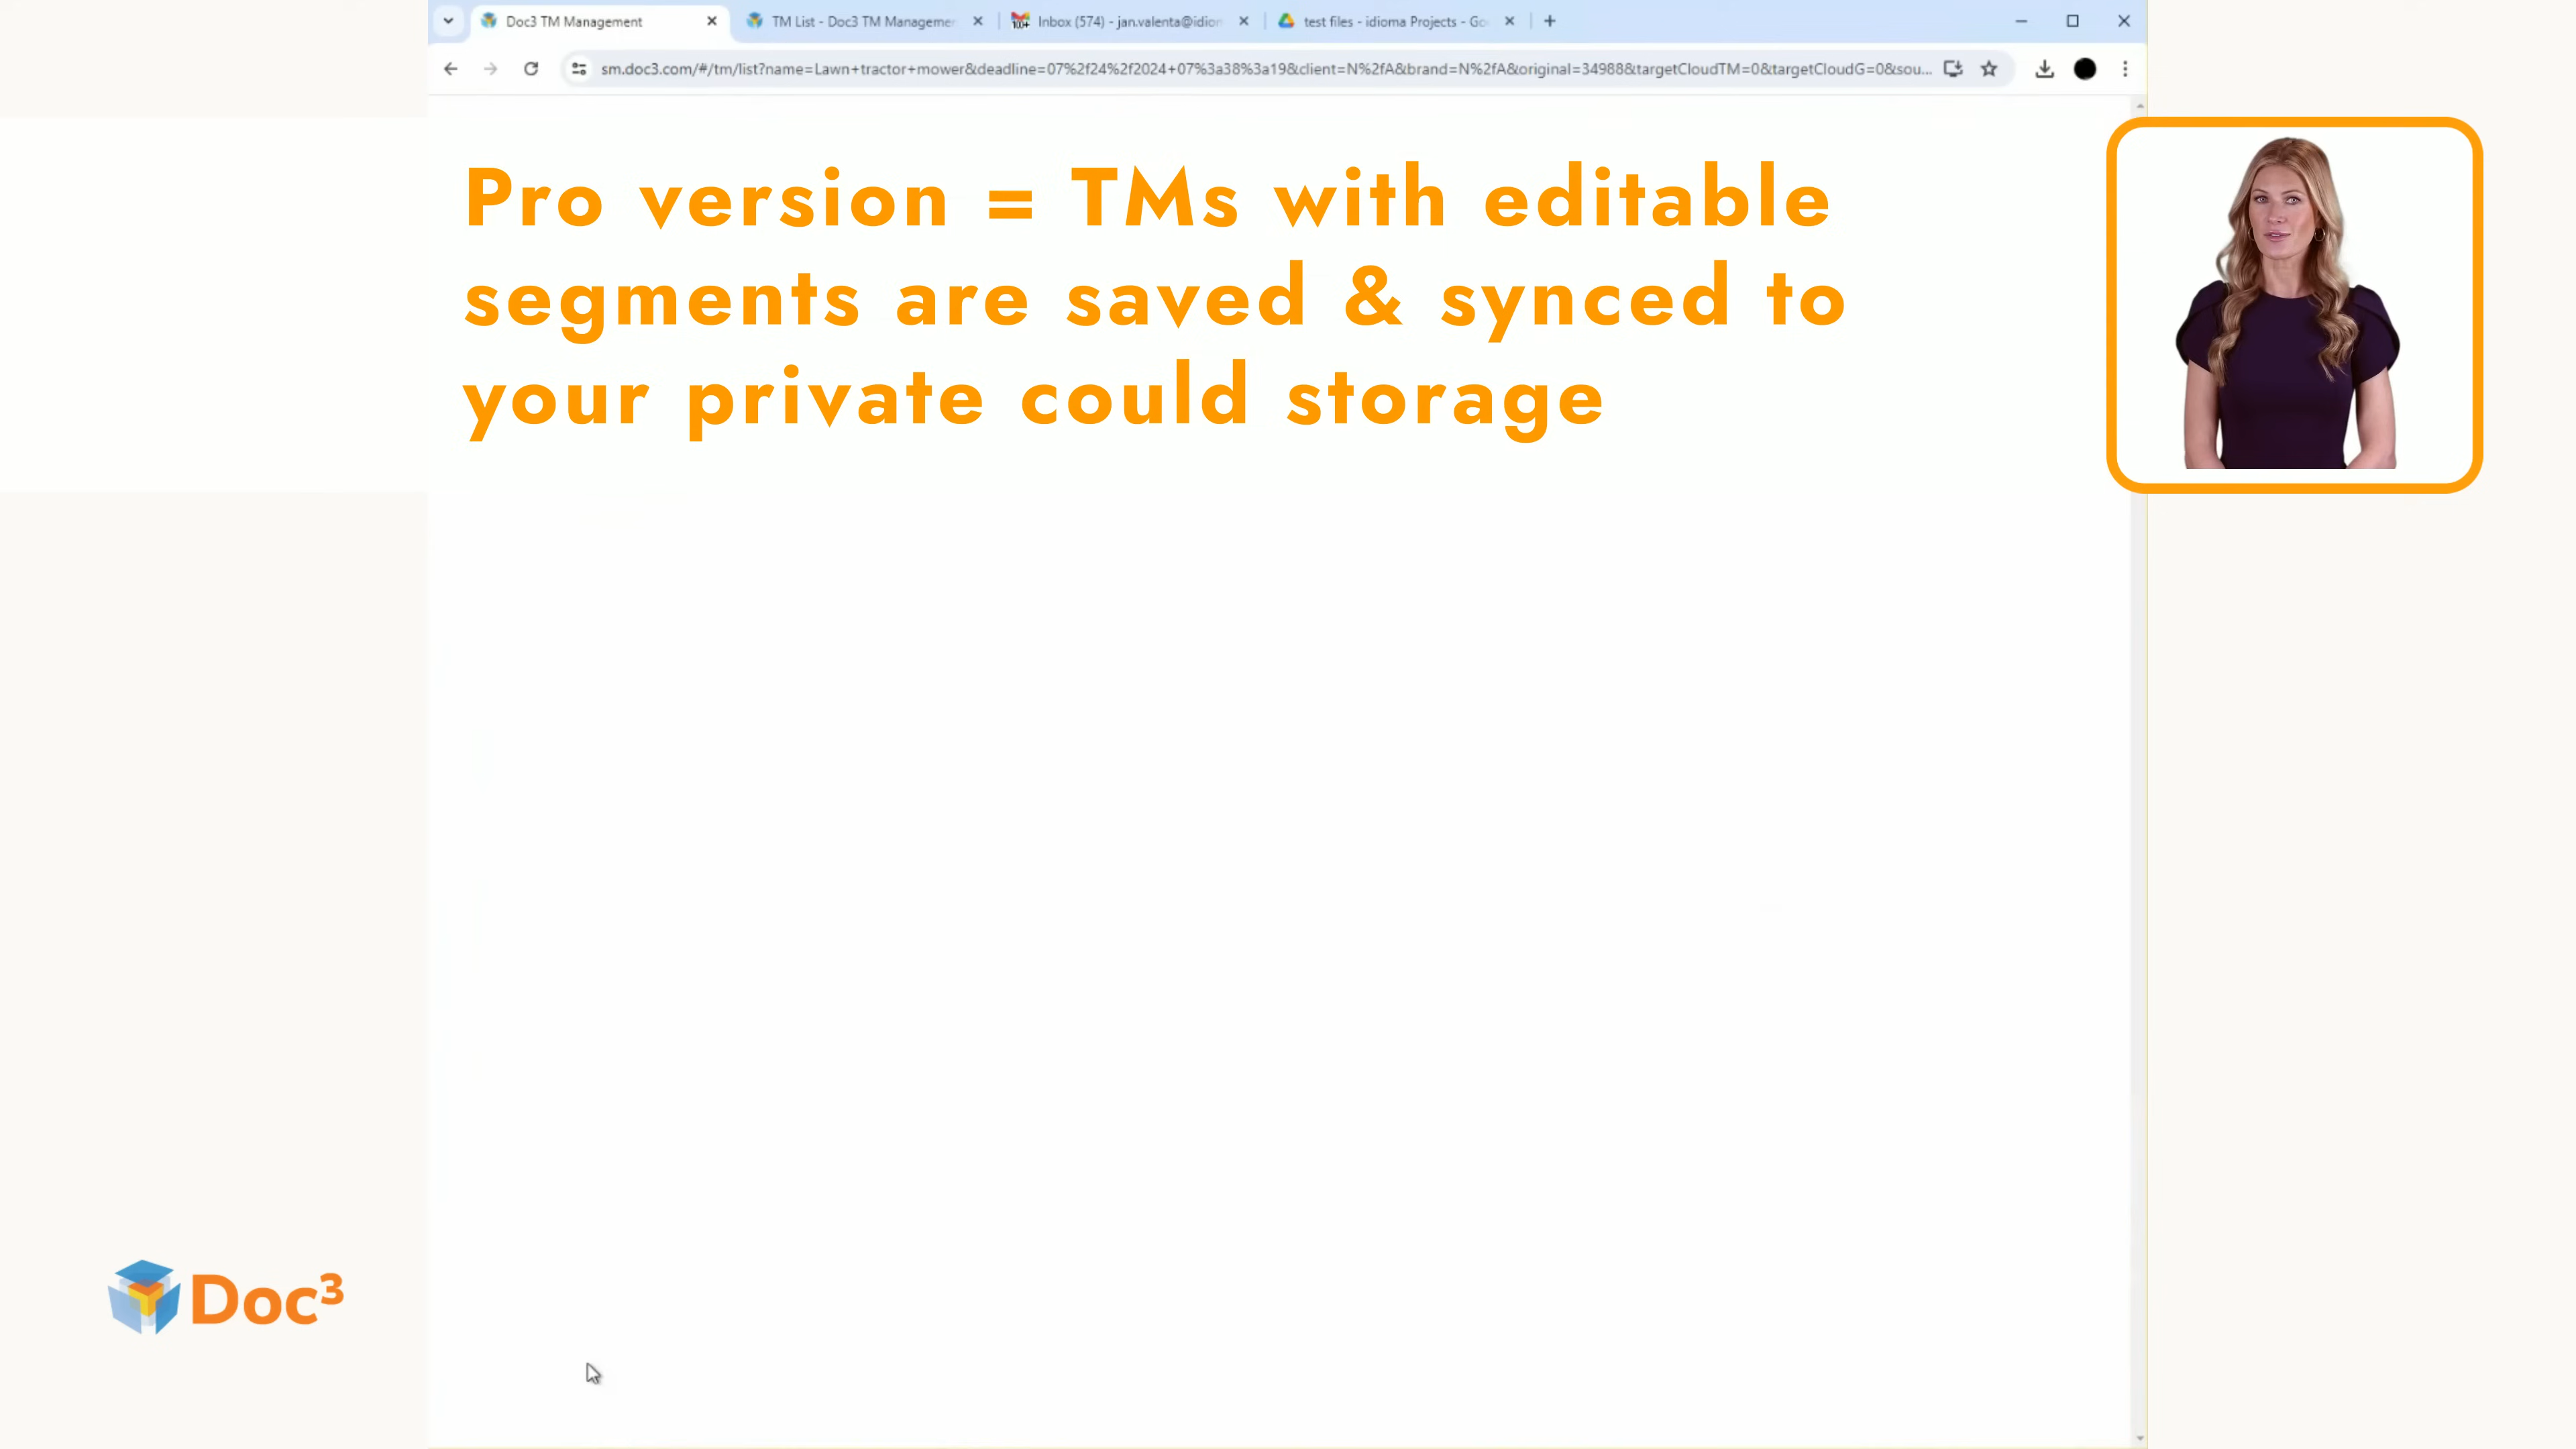 Doc3 TM Management
TM List - Doc3 TM Managemer
Inbox (574) - jan.valenta@idion
test files - idioma Projects - Go
sm.doc3.com/#/tm/list?name=Lawn+tractor+mower&deadline=07%2f24%2f2024+07%3a38%3a19&client=N%2fA&brand=N%2fA&original=34988&targetCloudTM=0&targetCloudG=0&sou...
Pro version = TMs with editable
segments are saved & synced to
your private could storage
Doc³